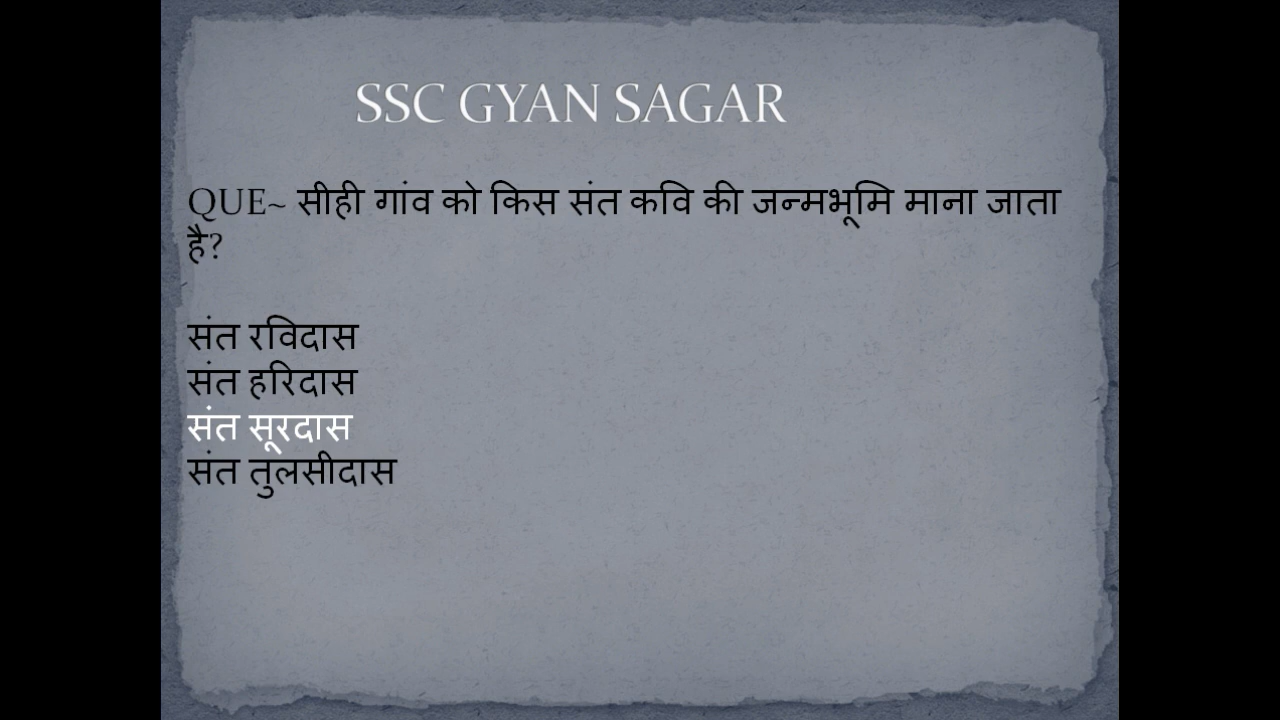 SSC GYAN SAGAR
QUE~ सीही गांव को किस संत कवि की जन्मभूमि माना जाता
है?
संत रविदास
संत हरिदास
संत सूरदास
संत तुलसीदास